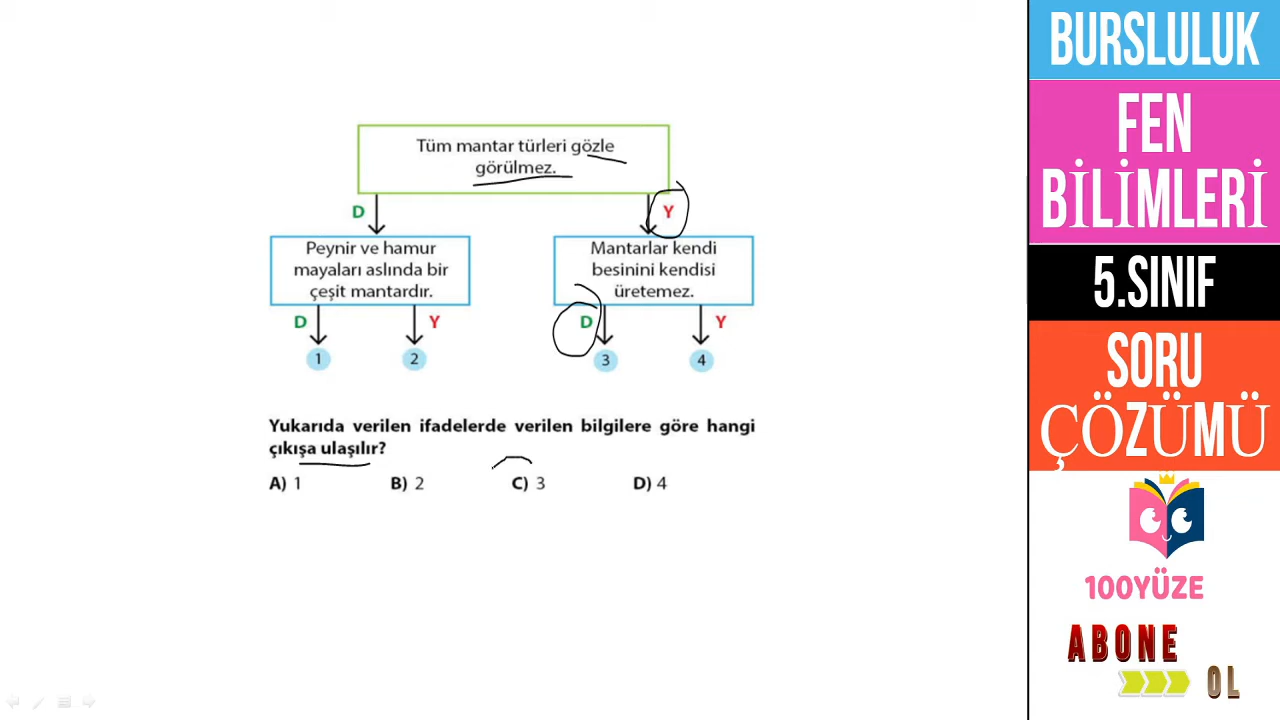 Tüm mantar türleri gözle
görülmez.
D
Y
Peynir ve hamur
mayaları aslında bir
çeşit mantardır.
Mantarlar kendi
besinini kendisi
üretemez.
D
Y
D
Y
1
2
3
4
Yukarıda verilen ifadelerde verilen bilgilere göre hangi
çıkışa ulaşılır?
A) 1
B) 2
C) 3
D) 4
BURSLULUK
FEN
BİLİMLERİ
5.SINIF
SORU
ÇÖZÜMÜ
100YÜZE
ABONE
OL